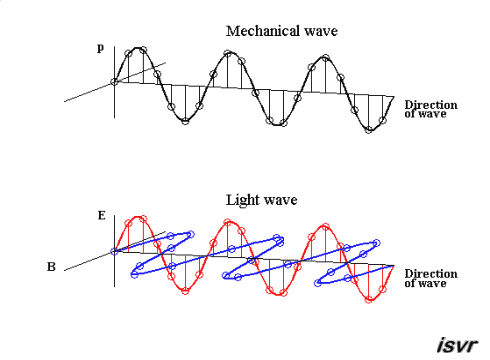 Mechanical wave
p
Direction
of wave
Light wave
E
B
Direction
of wave
isvr